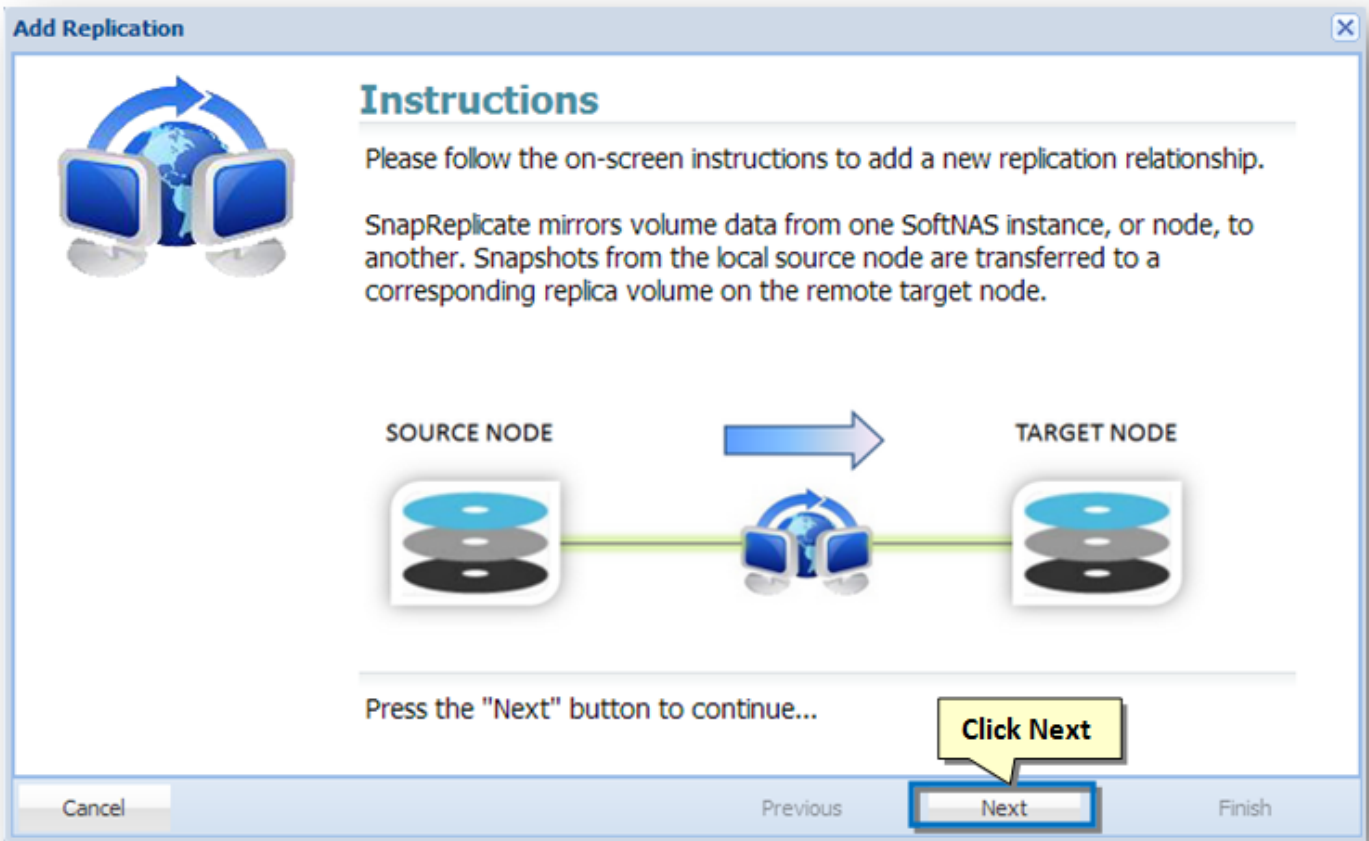 Add Replication
Instructions
Please follow the on-screen instructions to add a new replication relationship.
SnapReplicate mirrors volume data from one SoftNAS instance, or node, to
another. Snapshots from the local source node are transferred to a
corresponding replica volume on the remote target node.
SOURCE NODE
TARGET NODE
Press the "Next" button to continue...
Click Next
Cancel
Previous
Next
Finish